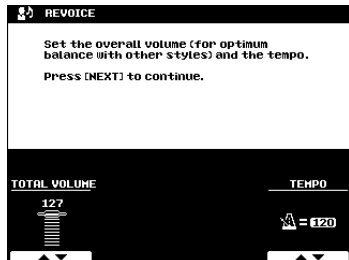 REVOICE
Set the overall volume (for optimum
balance with other styles) and the tempo.
Press [NEXT] to continue.
TOTAL VOLUME
TEMPO
127
= 120